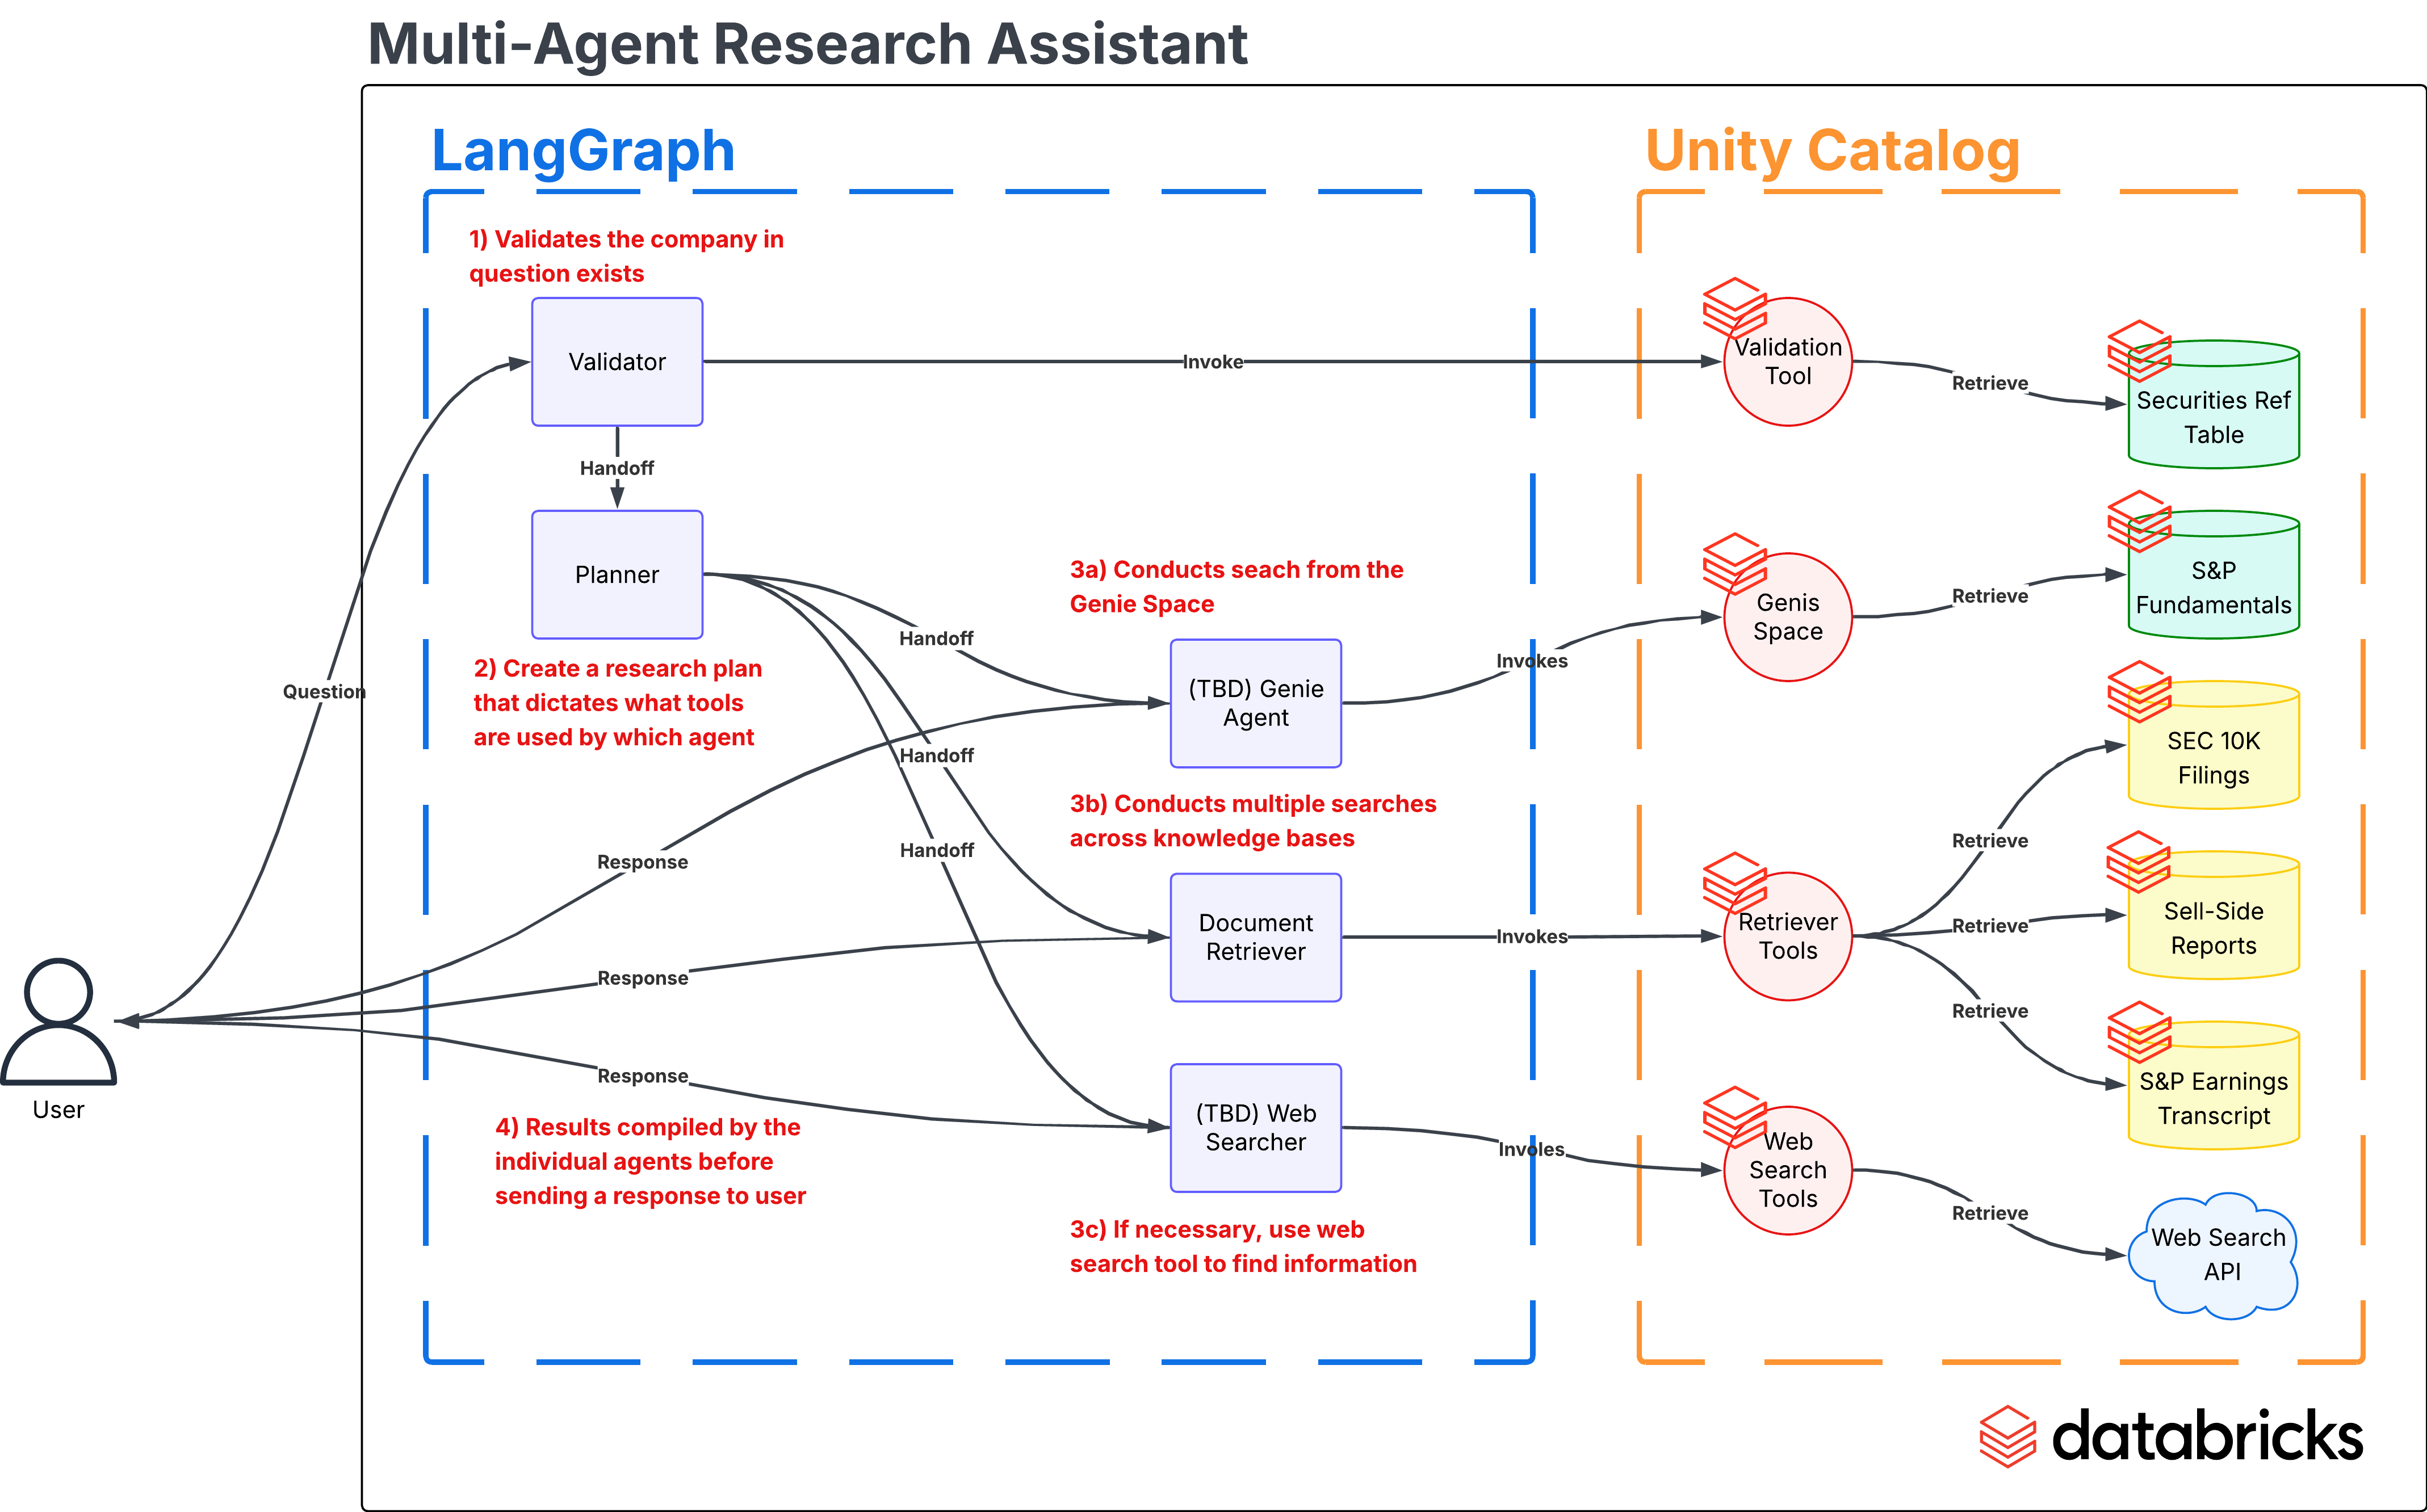 Multi-Agent Research Assistant
LangGraph
Unity Catalog
1) Validates the company in
question exists
Validator
Invoke
Validation
Tool
Retrieve
Securities Ref
Table
Handoff
Planner
2) Create a research plan
that dictates what tools
are used by which agent
Question
Handoff
Handoff
Handoff
3a) Conducts seach from the
Genie Space
(TBD) Genie
Agent
Invokes
Genis
Space
Retrieve
S&P
Fundamentals
3b) Conducts multiple searches
across knowledge bases
Document
Retriever
Invokes
Retriever
Tools
Retrieve
Retrieve
Retrieve
SEC 10K
Filings
Sell-Side
Reports
S&P Earnings
Transcript
Response
Response
Response
User
4) Results compiled by the
individual agents before
sending a response to user
(TBD) Web
Searcher
Involes
Web
Search
Tools
Retrieve
Web Search
API
3c) If necessary, use web
search tool to find information
databricks